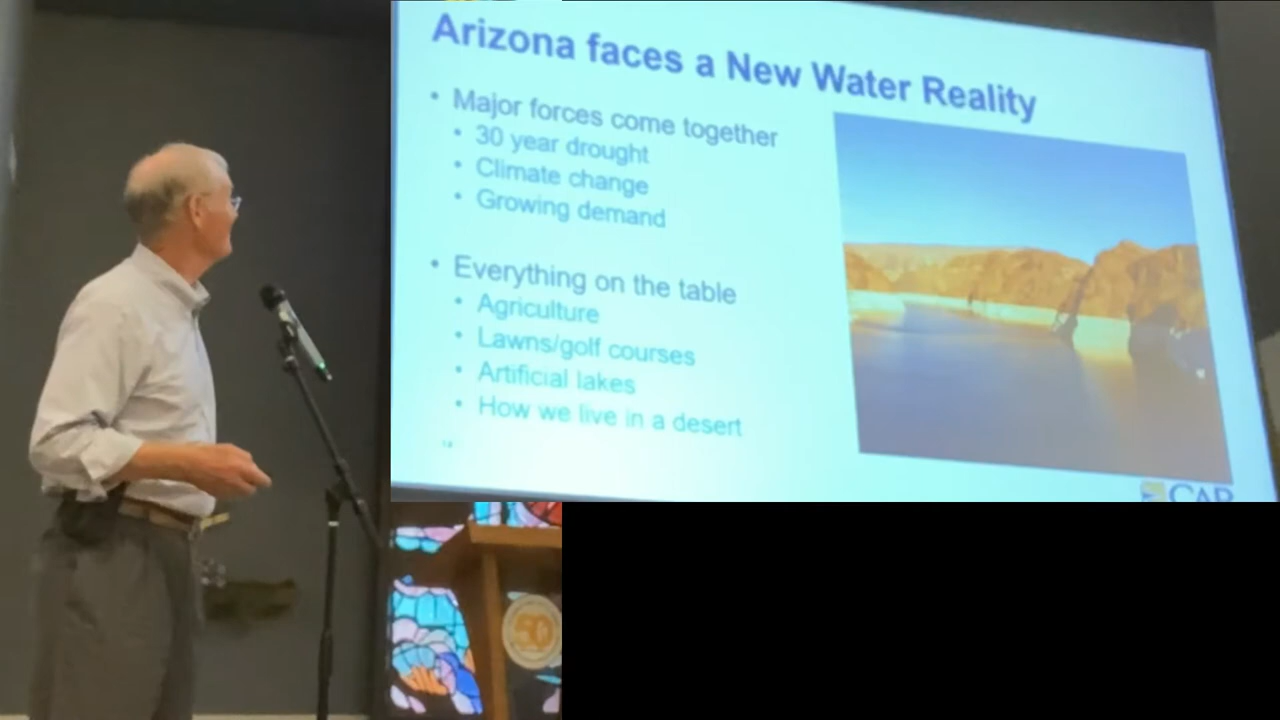 Arizona faces a New Water Reality
• Major forces come together
• 30 year drought
• Climate change
• Growing demand
• Everything on the table
• Agriculture
• Lawns/golf courses
• Artificial lakes
• How we live in a desert
CAP
50